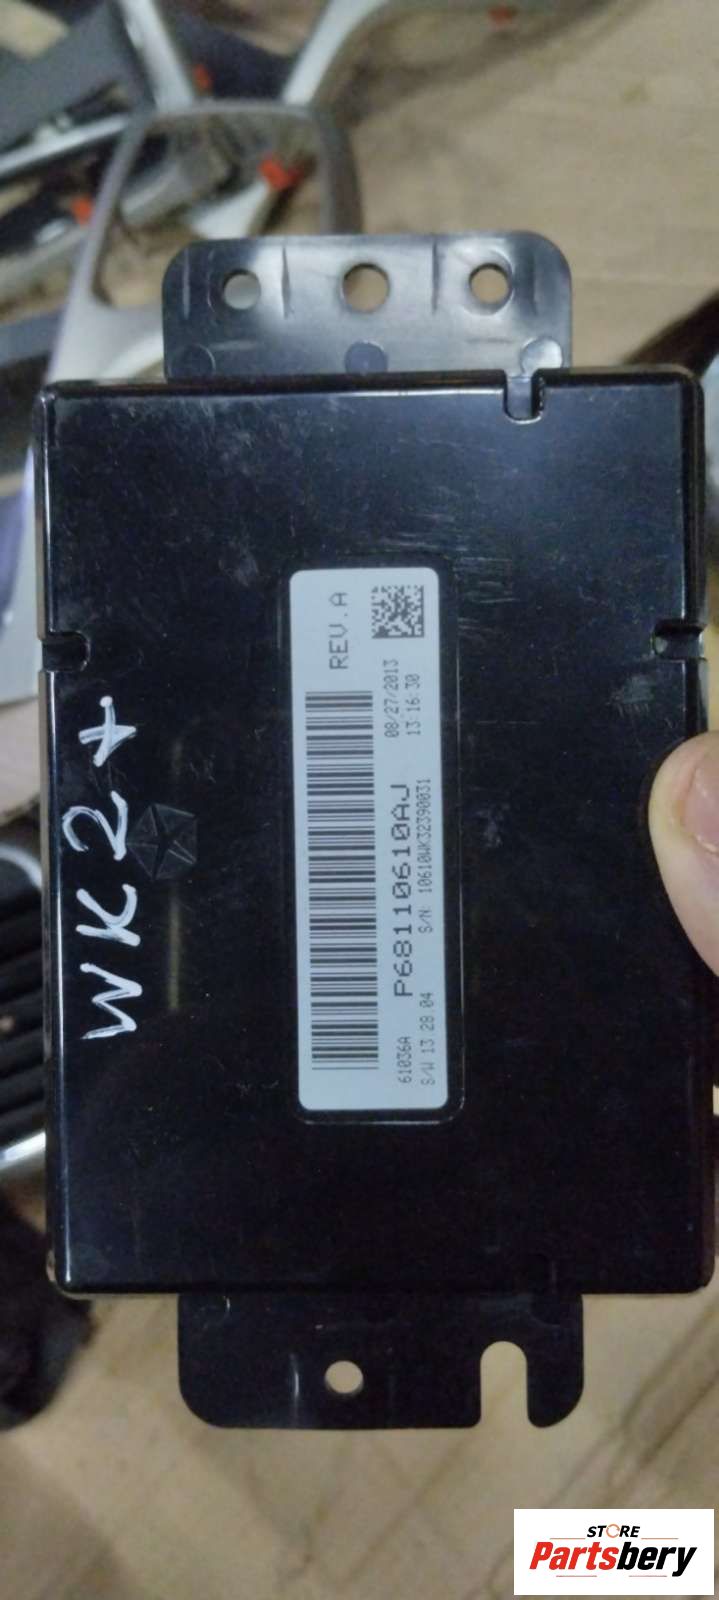 REV.A
08/27/2013
13:16:30
P68110610AJ
S/N: 10610WK32390031
61036A
S/W 13.28.04
WK2+
STORE
Partsbery